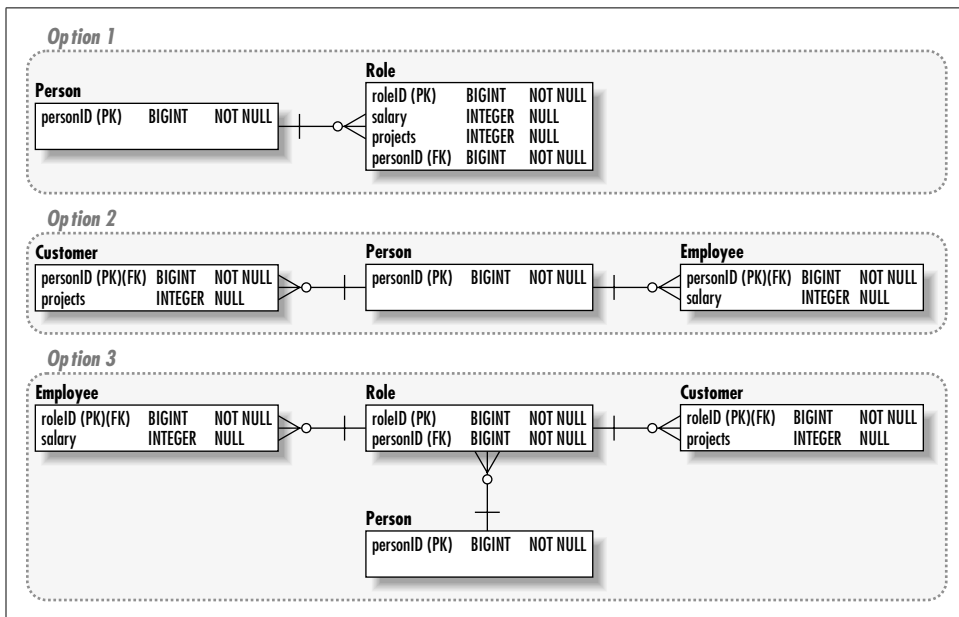 Option 1
Person
personID (PK) BIGINT NOT NULL
Role
roleID (PK) BIGINT NOT NULL
salary INTEGER NULL
projects INTEGER NULL
personID (FK) BIGINT NOT NULL
Option 2
Customer
personID (PK)(FK) BIGINT NOT NULL
projects INTEGER NULL
Person
personID (PK) BIGINT NOT NULL
Employee
personID (PK)(FK) BIGINT NOT NULL
salary INTEGER NULL
Option 3
Employee
roleID (PK)(FK) BIGINT NOT NULL
salary INTEGER NULL
Role
roleID (PK) BIGINT NOT NULL
personID (FK) BIGINT NOT NULL
Customer
roleID (PK)(FK) BIGINT NOT NULL
projects INTEGER NULL
Person
personID (PK) BIGINT NOT NULL